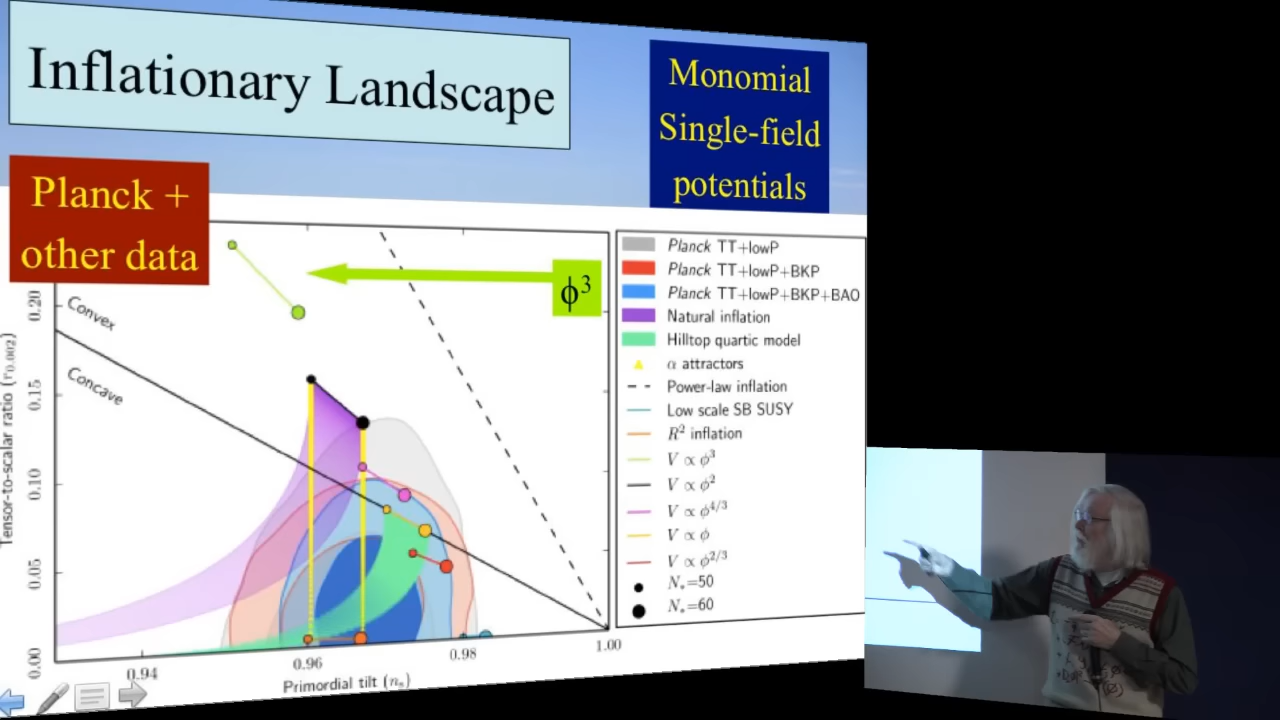 Inflationary Landscape
Monomial
Single-field
potentials
Planck +
other data
ϕ³
Convex
Concave
Tensor-to-scalar ratio (r₀.₀₀₂)
0.20
0.15
0.10
0.05
0.00
0.94
0.96
0.98
1.00
Primordial tilt (nₛ)
Planck TT+lowP
Planck TT+lowP+BKP
Planck TT+lowP+BKP+BAO
Natural inflation
Hilltop quartic model
α attractors
Power-law inflation
Low scale SB SUSY
R² inflation
V ∝ ϕ³
V ∝ ϕ²
V ∝ ϕ⁴/³
V ∝ ϕ
V ∝ ϕ²/³
N*=50
N*=60